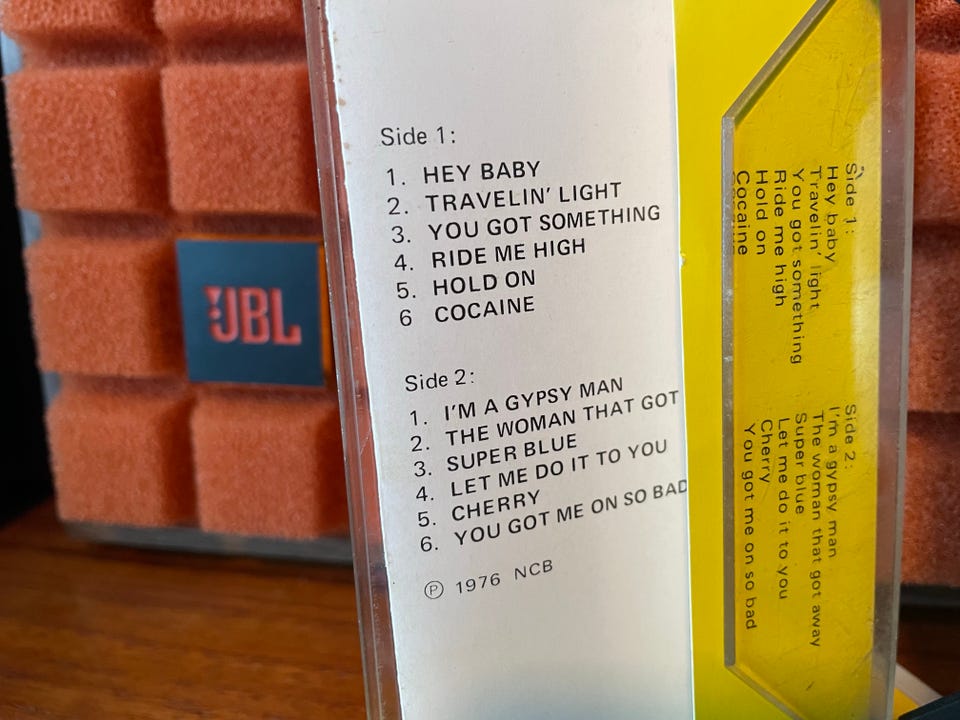 JBL
Side 1:
1. HEY BABY
2. TRAVELIN' LIGHT
3. YOU GOT SOMETHING
4. RIDE ME HIGH
5. HOLD ON
6 COCAINE
Side 2:
1. I'M A GYPSY MAN
2. THE WOMAN THAT GOT
3. SUPER BLUE
4. LET ME DO IT TO YOU
5. CHERRY
6. YOU GOT ME ON SO BAD
Ⓟ 1976 NCB
Side 1:
Hey baby
Travelin' light
You got something
Ride me high
Hold on
Cocaine
Side 2:
I'm a gypsy man
The woman that got away
Super blue
Let me do it to you
Cherry
You got me on so bad